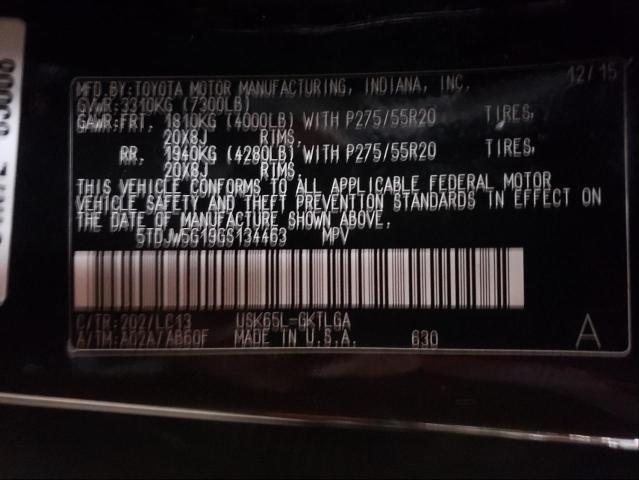 MFD.BY:TOYOTA MOTOR MANUFACTURING, INDIANA, INC. 12/15
GVWR:3310KG (7300LB)
GAWR:FRT. 1810KG (4000LB) WITH P275/55R20 TIRES,
20X8J RIMS,
RR. 1940KG (4280LB) WITH P275/55R20 TIRES,
20X8J RIMS,
THIS VEHICLE CONFORMS TO ALL APPLICABLE FEDERAL MOTOR
VEHICLE SAFETY AND THEFT PREVENTION STANDARDS IN EFFECT ON
THE DATE OF MANUFACTURE SHOWN ABOVE.
5TDJW5G19GS134463 MPV
C/TR:202/LC13 USK65L-GKTLGA
A/TM:A02A/AB60F MADE IN U.S.A. 630 A